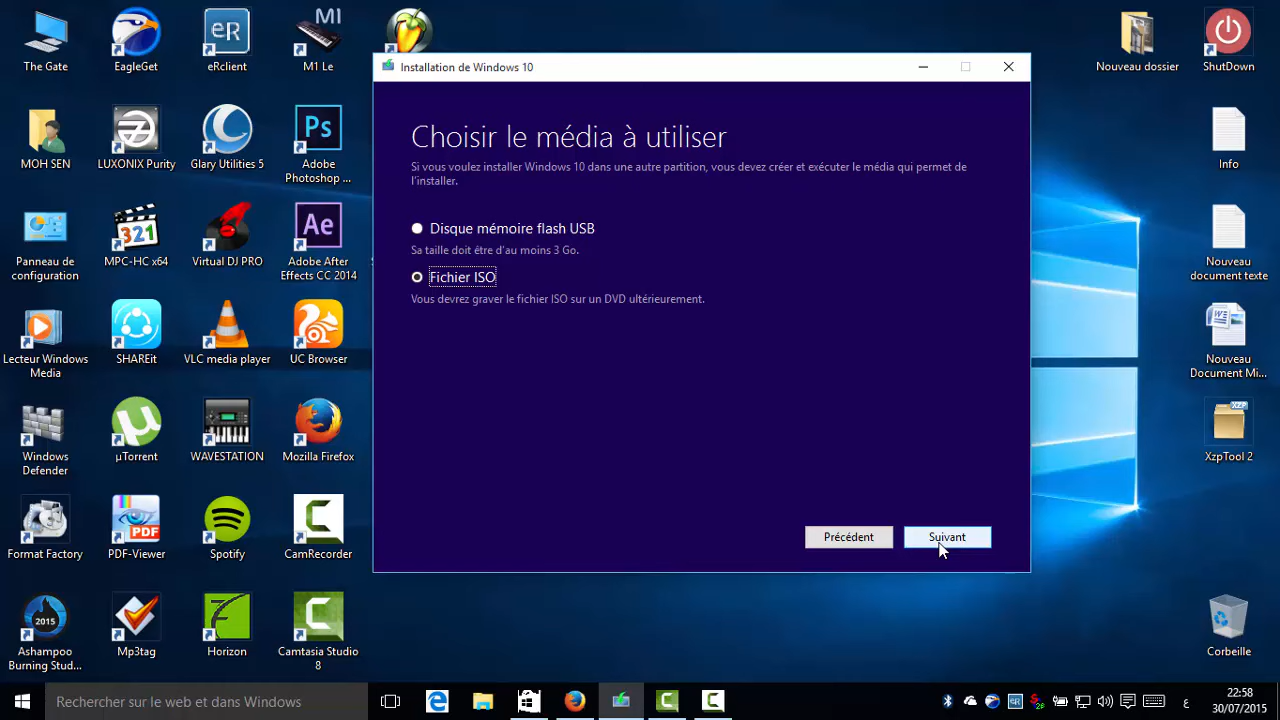 The Gate
EagleGet
eRclient
M1 Le
MOH SEN
LUXONIX Purity
Glary Utilities 5
Adobe
Photoshop ...
Panneau de
configuration
MPC-HC x64
Virtual DJ PRO
Adobe After
Effects CC 2014
Lecteur Windows
Media
SHAREit
VLC media player
UC Browser
Windows
Defender
µTorrent
WAVESTATION
Mozilla Firefox
Format Factory
PDF-Viewer
Spotify
CamRecorder
Ashampoo
Burning Stud...
Mp3tag
Horizon
Camtasia Studio
8
Installation de Windows 10
Choisir le média à utiliser
Si vous voulez installer Windows 10 dans une autre partition, vous devez créer et exécuter le média qui permet de
l'installer.
Disque mémoire flash USB
Sa taille doit être d'au moins 3 Go.
Fichier ISO
Vous devrez graver le fichier ISO sur un DVD ultérieurement.
Précédent
Suivant
Nouveau dossier
ShutDown
Info
Nouveau
document texte
Nouveau
Document Mi...
XzpTool 2
Corbeille
Rechercher sur le web et dans Windows
ع
22:58
30/07/2015